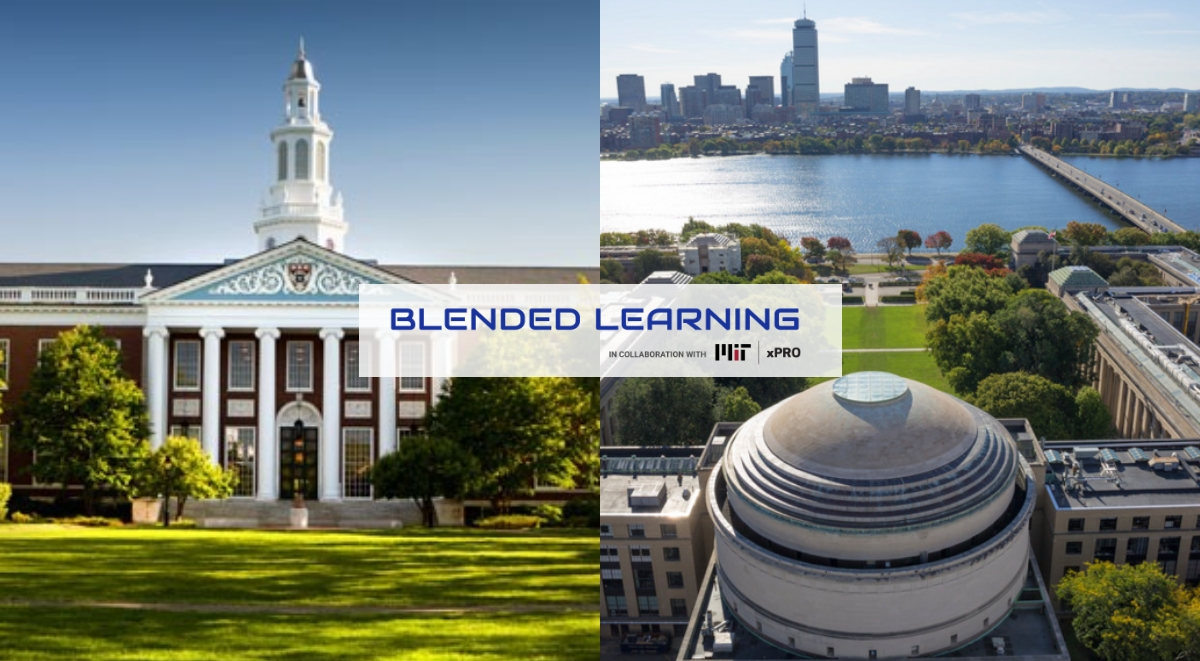 BLENDED LEARNING
IN COLLABORATION WITH MIT xPRO